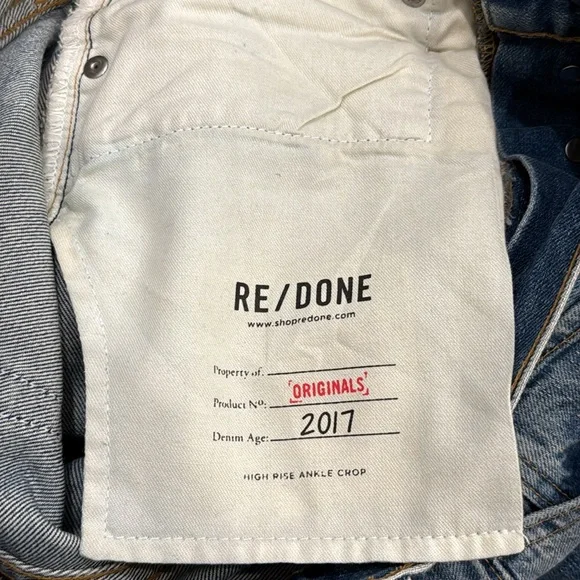 RE/DONE
www.shopredone.com
Property of:
ORIGINALS
Product No:
Denim Age: 2017
HIGH RISE ANKLE CROP